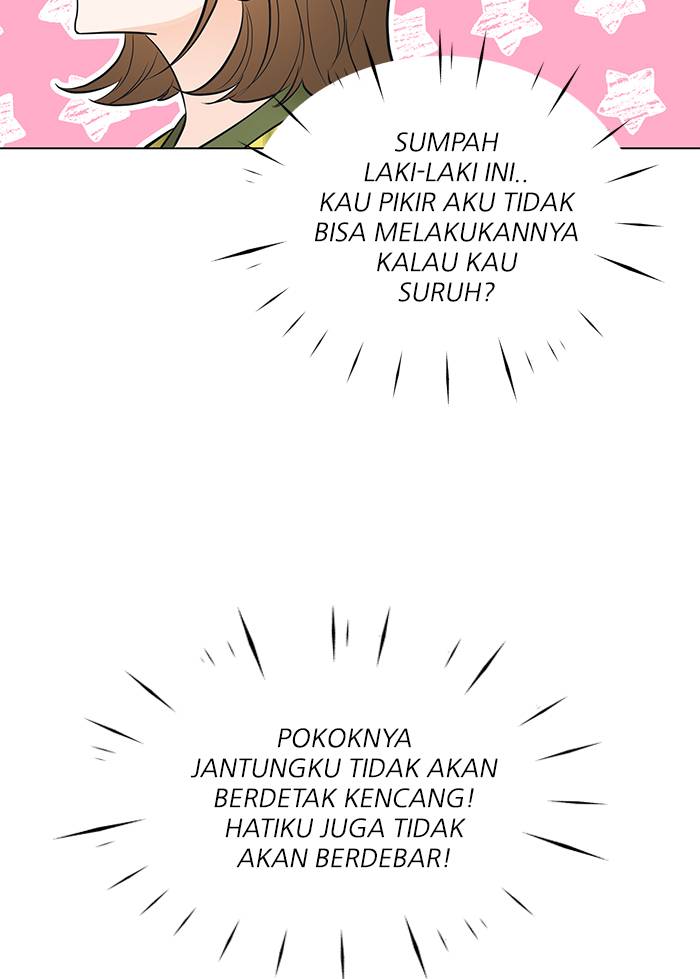 SUMPAH
LAKI-LAKI INI..
KAU PIKIR AKU TIDAK
BISA MELAKUKANNYA
KALAU KAU
SURUH?
POKOKNYA
JANTUNGKU TIDAK AKAN
BERDETAK KENCANG!
HATIKU JUGA TIDAK
AKAN BERDEBAR!